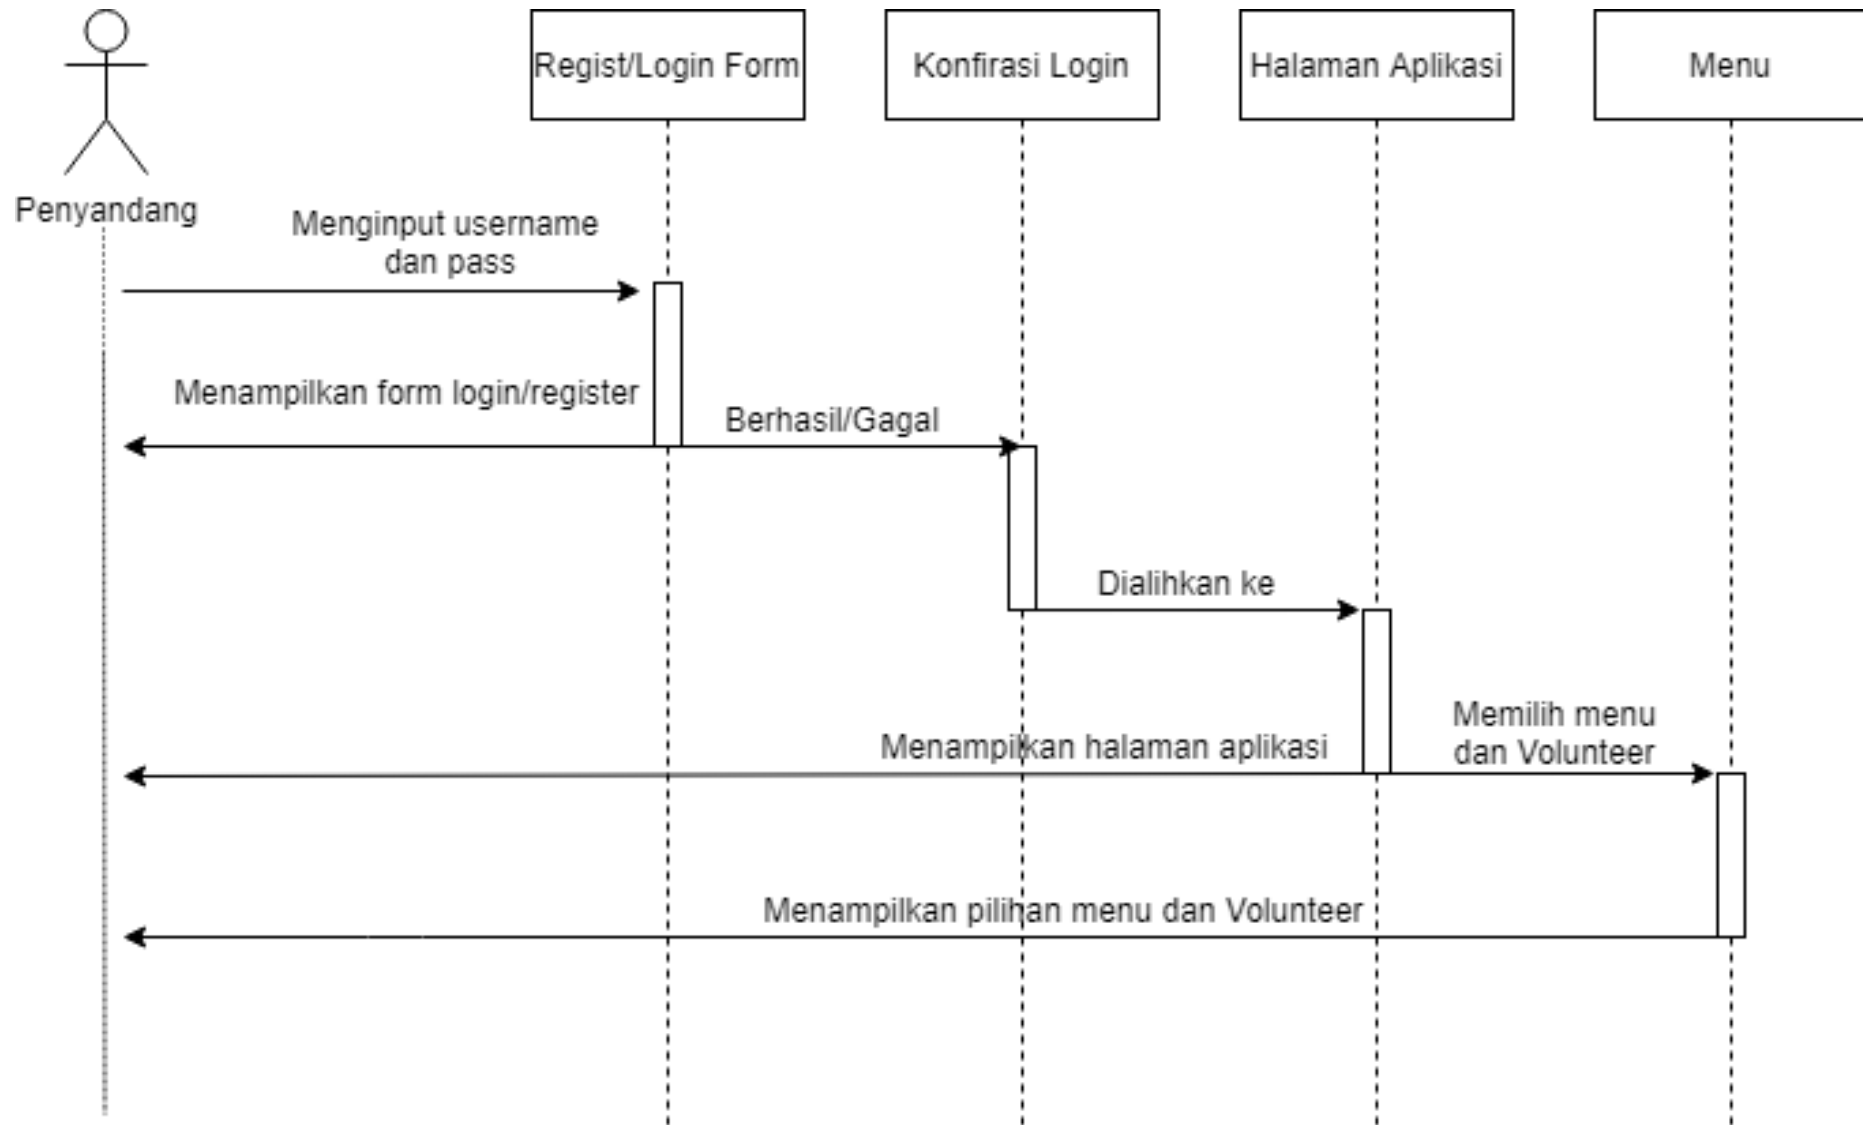 Regist/Login Form
Konfirasi Login
Halaman Aplikasi
Menu
Penyandang
Menginput username
dan pass
Menampilkan form login/register
Berhasil/Gagal
Dialihkan ke
Memilih menu
dan Volunteer
Menampilkan halaman aplikasi
Menampilkan pilihan menu dan Volunteer